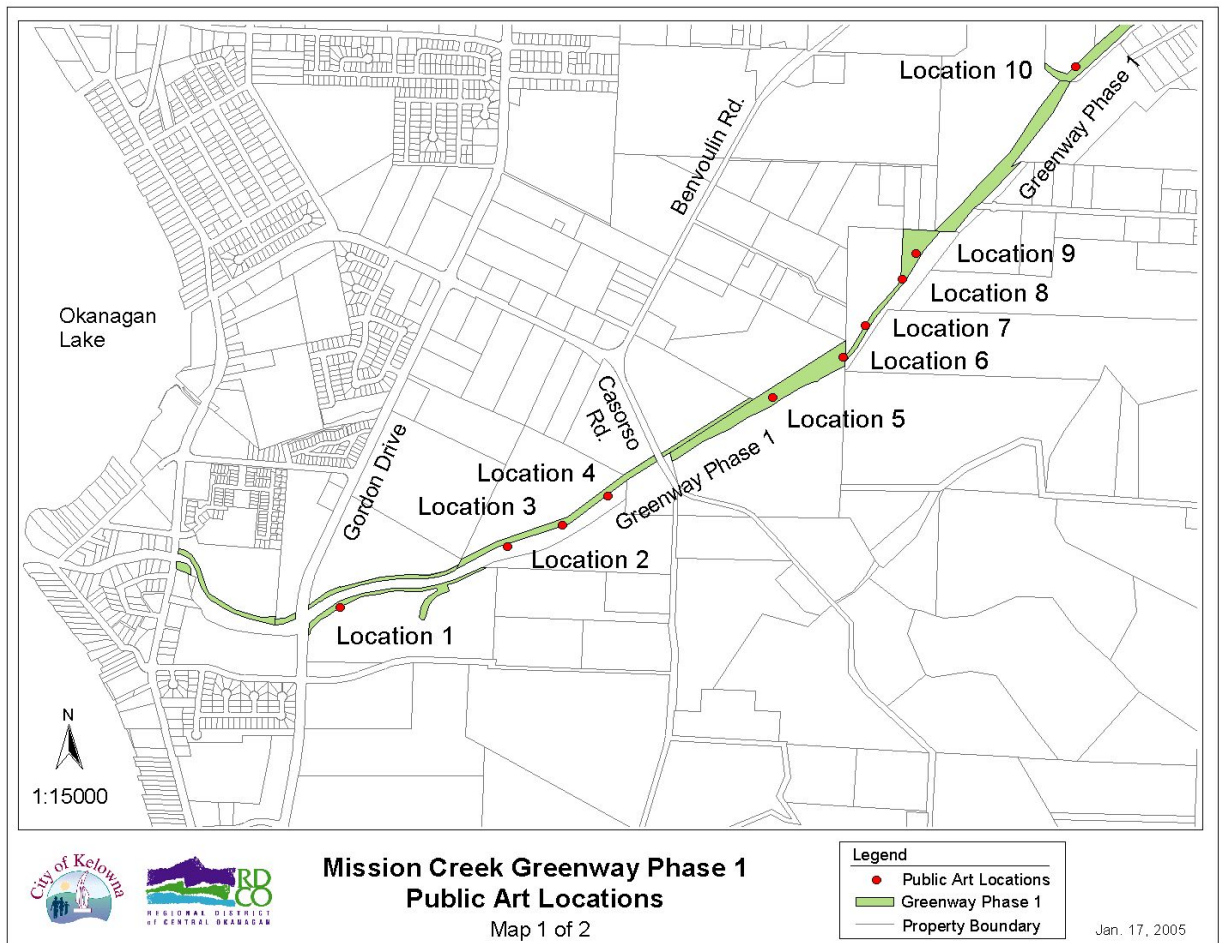 Location 10
Greenway Phase 1
Benvoulin Rd.
Location 9
Location 8
Okanagan
Lake
Location 7
Location 6
Casorso
Rd.
Location 5
Gordon Drive
Location 4
Greenway Phase 1
Location 3
Location 2
Location 1
N
1:15000
City of Kelowna
RD
CO
REGIONAL DISTRICT
of CENTRAL OKANAGAN
Mission Creek Greenway Phase 1
Public Art Locations
Map 1 of 2
Legend
Public Art Locations
Greenway Phase 1
Property Boundary
Jan. 17, 2005